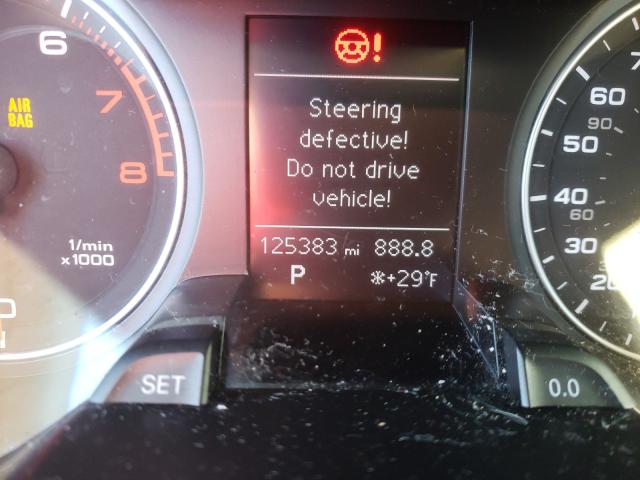 6
7
8
AIR
BAG
1/min
x1000
Steering
defective!
Do not drive
vehicle!
125383 mi 888.8
P
+29°F
60
90
50
40
60
30
20
SET
0.0